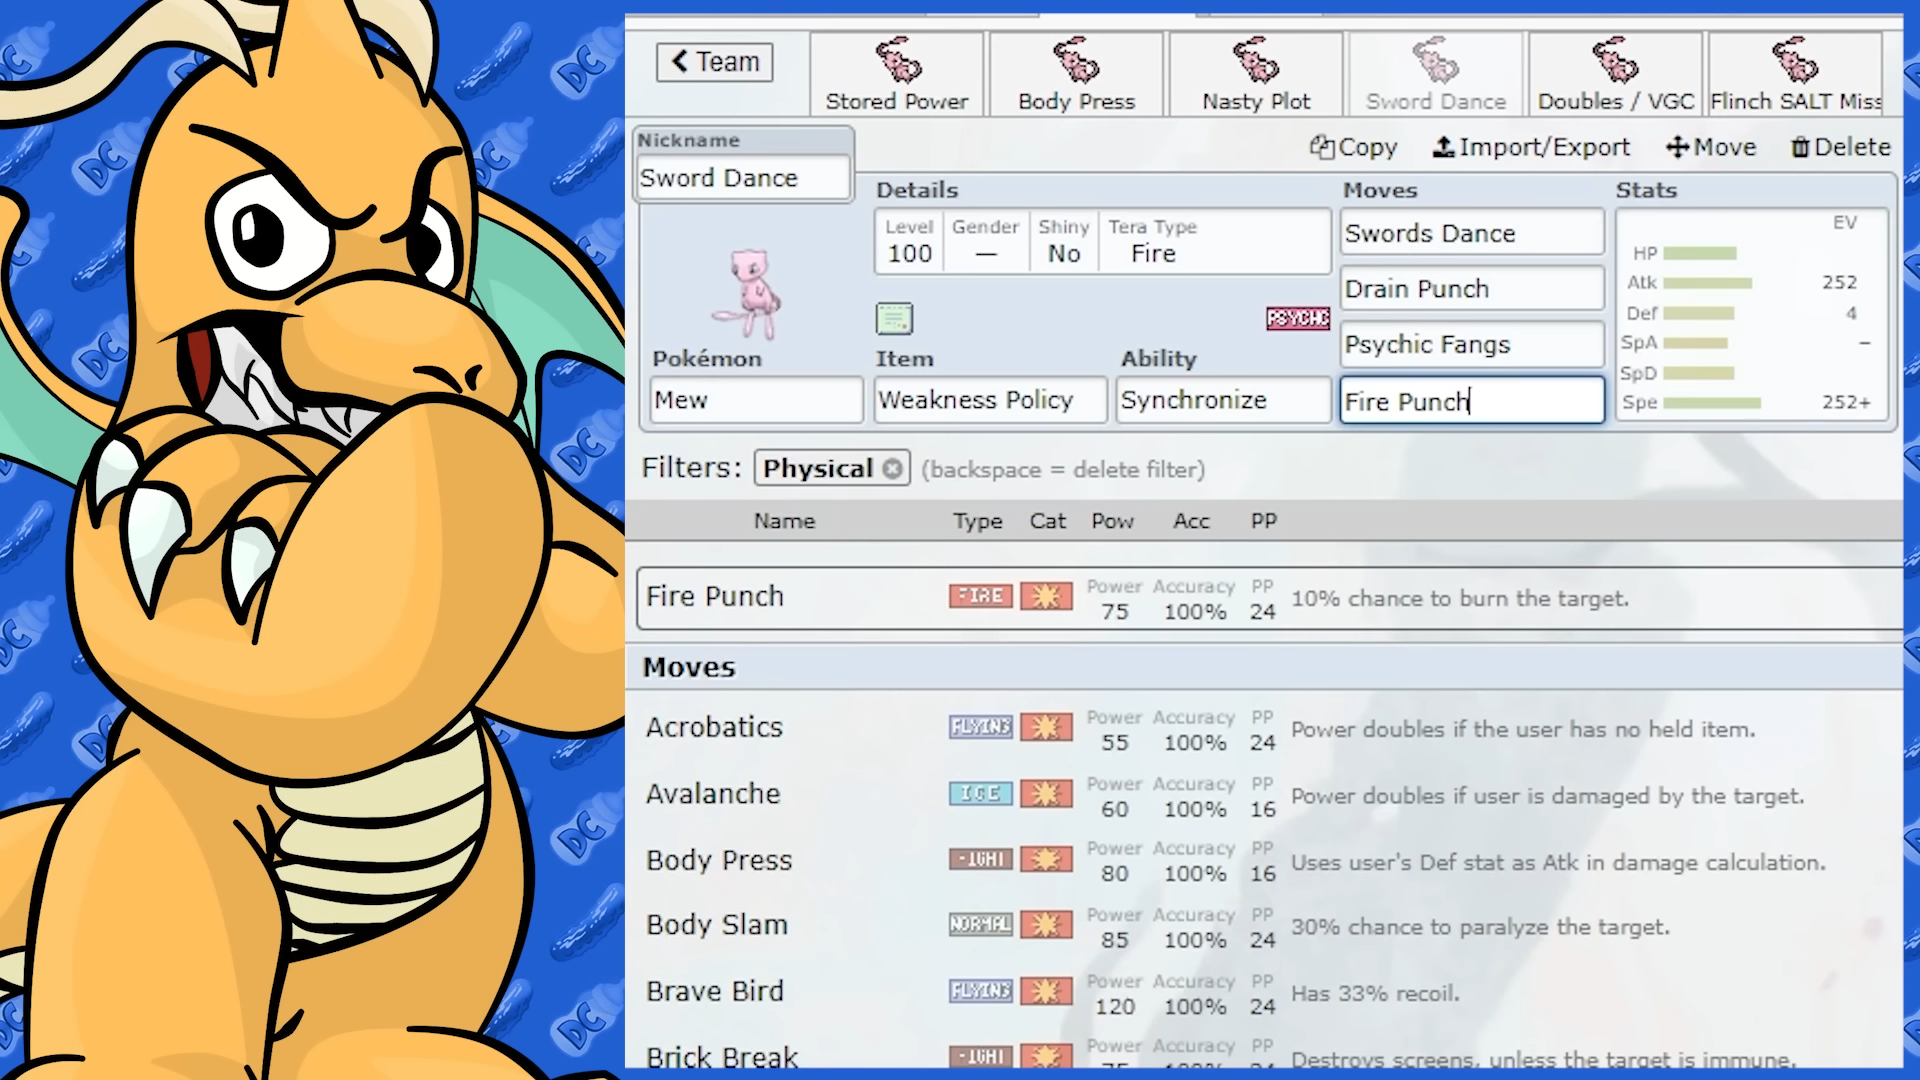 Team
Stored Power
Body Press
Nasty Plot
Sword Dance
Doubles / VGC
Flinch SALT Miss
Nickname
Sword Dance
Copy
Import/Export
Move
Delete
Details
Moves
Stats
Level Gender Shiny Tera Type
100 — No Fire
EV
HP
Atk 252
Def 4
SpA –
SpD
Spe 252+
PSYCHC
Pokémon
Item
Ability
Mew
Weakness Policy
Synchronize
Swords Dance
Drain Punch
Psychic Fangs
Fire Punch
Filters: Physical (backspace = delete filter)
Name Type Cat Pow Acc PP
Fire Punch FIRE Power 75 Accuracy 100% PP 24 10% chance to burn the target.
Moves
Acrobatics FLYING Power 55 Accuracy 100% PP 24 Power doubles if the user has no held item.
Avalanche ICE Power 60 Accuracy 100% PP 16 Power doubles if user is damaged by the target.
Body Press FIGHT Power 80 Accuracy 100% PP 16 Uses user's Def stat as Atk in damage calculation.
Body Slam NORMAL Power 85 Accuracy 100% PP 24 30% chance to paralyze the target.
Brave Bird FLYING Power 120 Accuracy 100% PP 24 Has 33% recoil.
Brick Break FIGHT Power 75 Accuracy 100% PP 24 Destroys screens, unless the target is immune.
DC